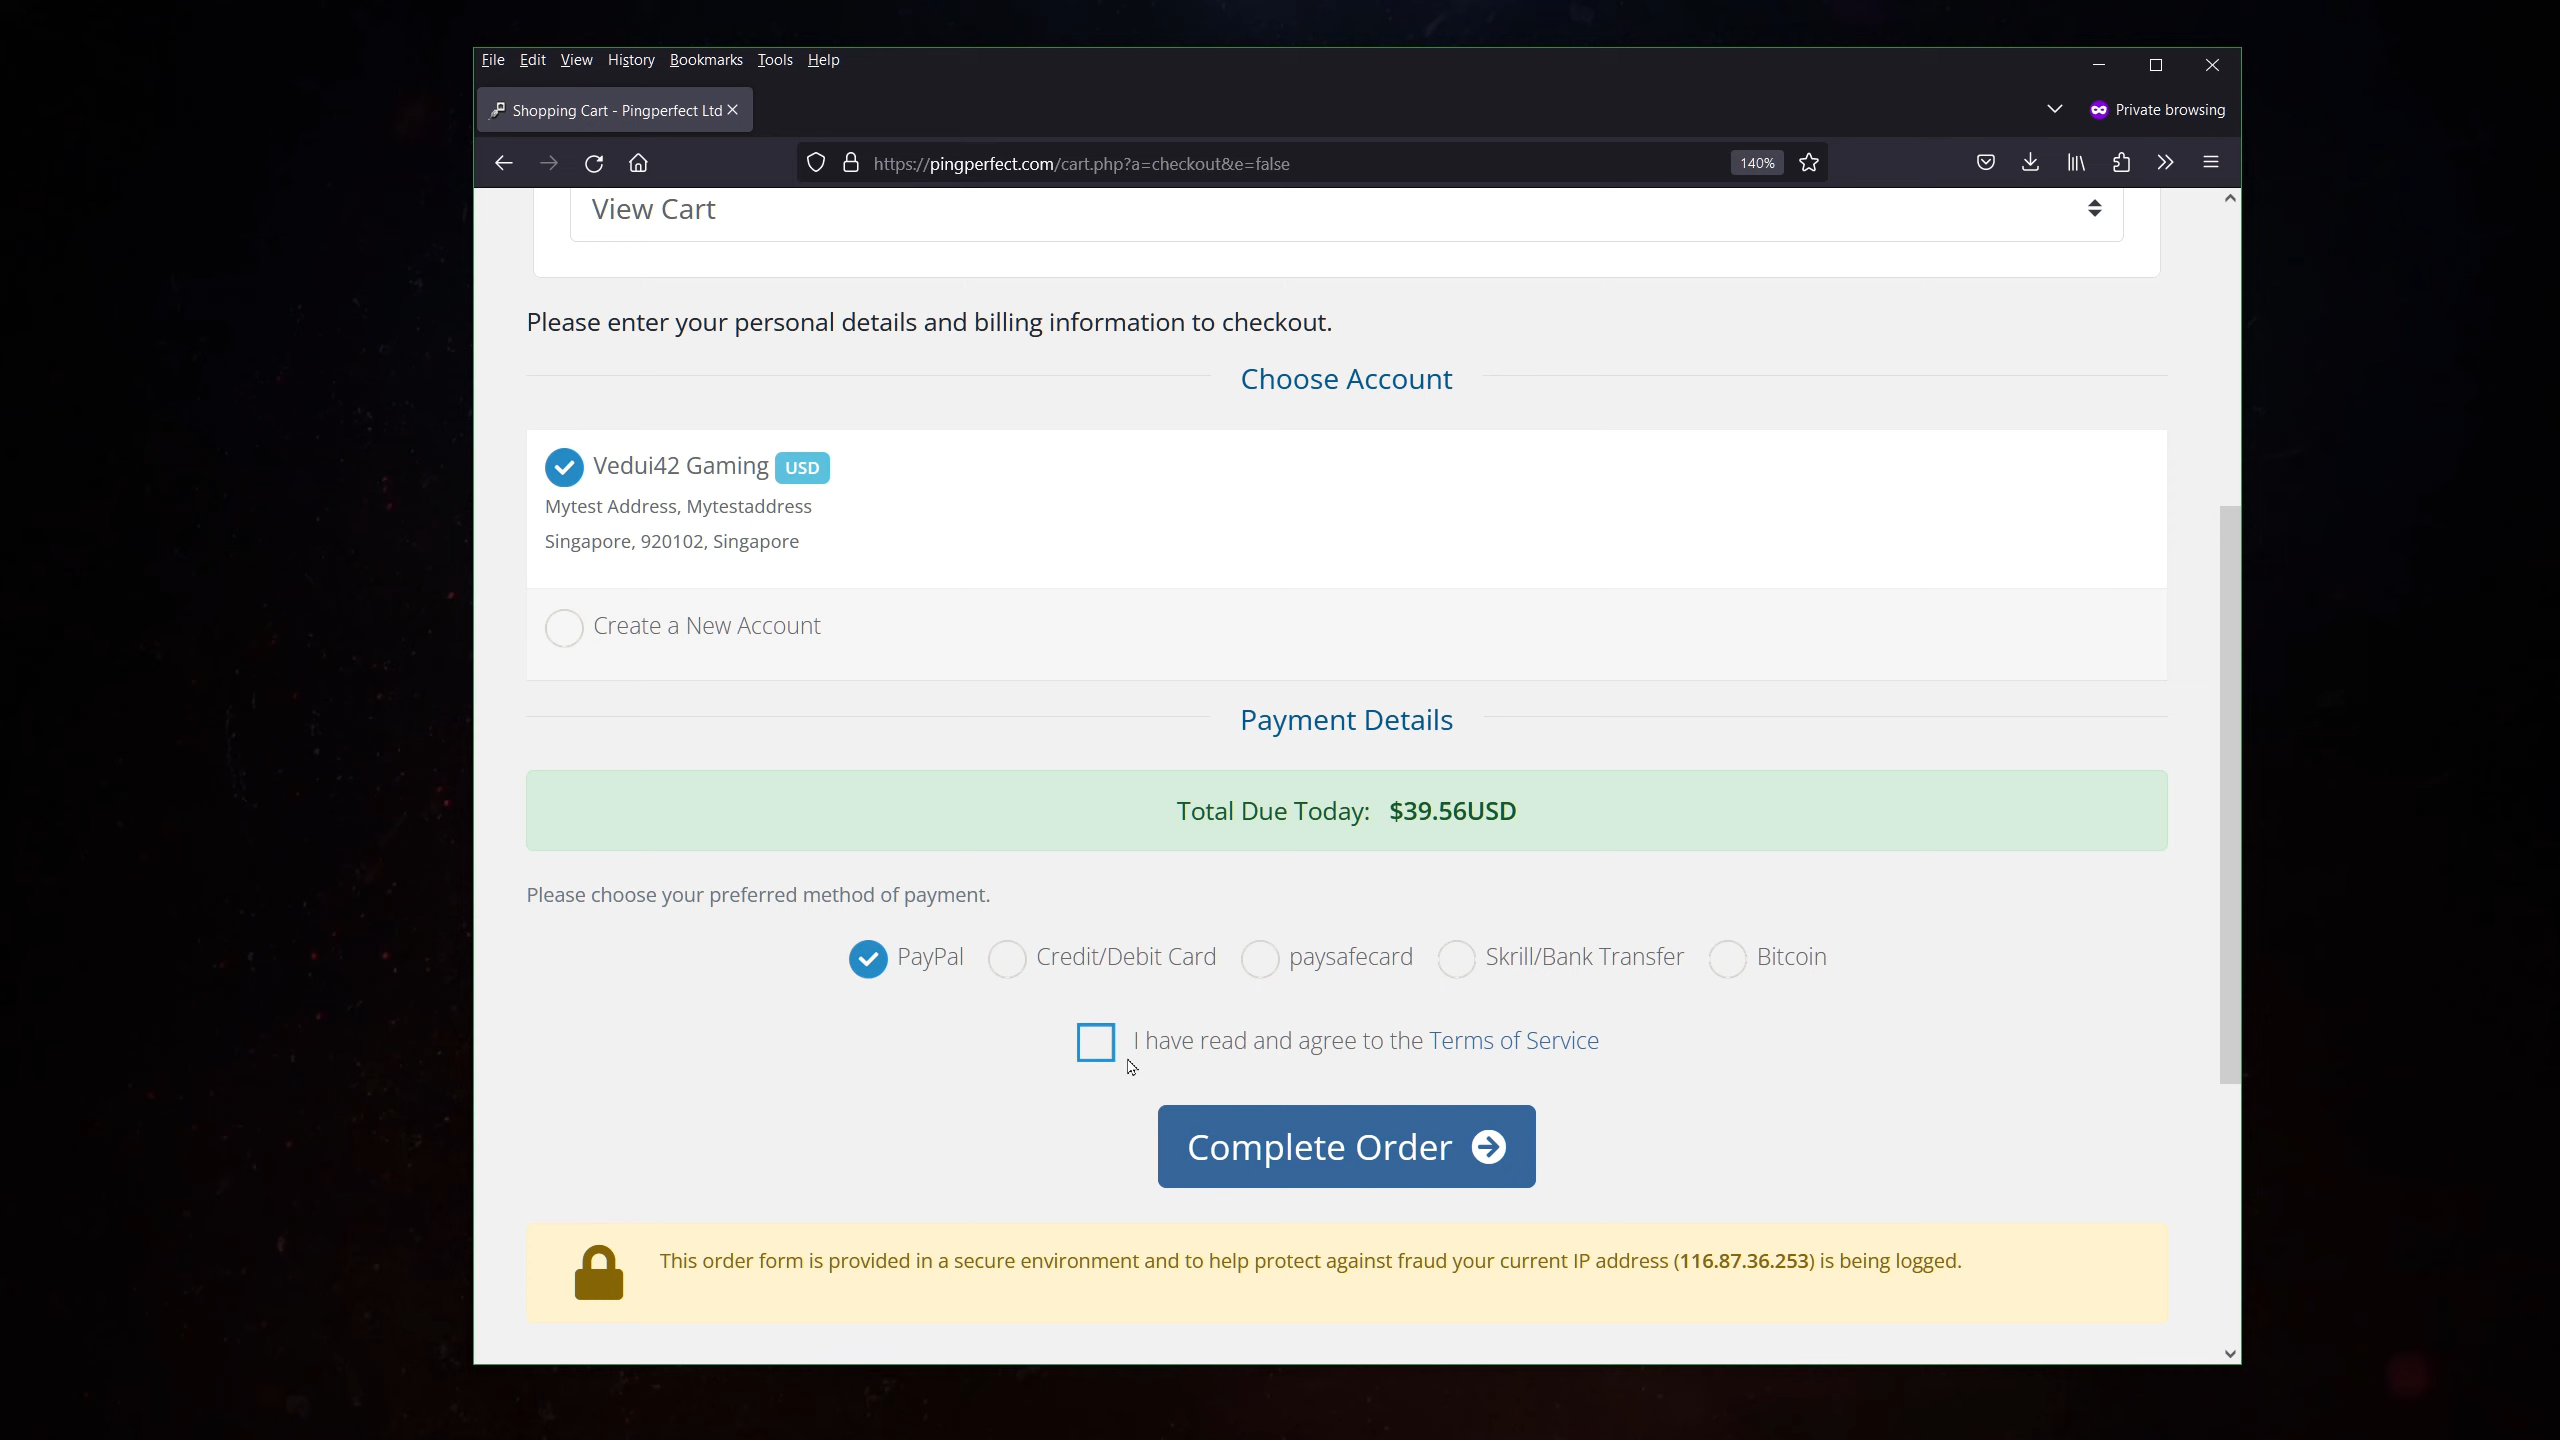 File Edit View History Bookmarks Tools Help
Shopping Cart - Pingperfect Ltd
Private browsing
https://pingperfect.com/cart.php?a=checkout&e=false
140%
View Cart
Please enter your personal details and billing information to checkout.
Choose Account
Vedui42 Gaming USD
Mytest Address, Mytestaddress
Singapore, 920102, Singapore
Create a New Account
Payment Details
Total Due Today: $39.56USD
Please choose your preferred method of payment.
PayPal Credit/Debit Card paysafecard Skrill/Bank Transfer Bitcoin
I have read and agree to the Terms of Service
Complete Order
This order form is provided in a secure environment and to help protect against fraud your current IP address (116.87.36.253) is being logged.